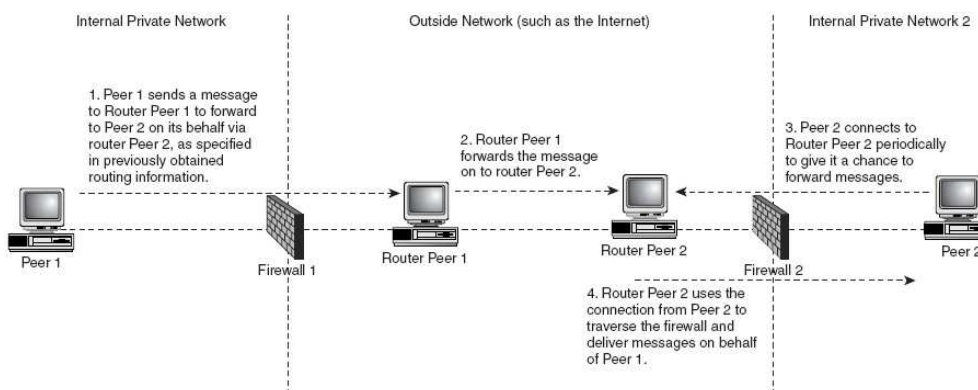 Internal Private Network
Outside Network (such as the Internet)
Internal Private Network 2
1. Peer 1 sends a message
to Router Peer 1 to forward
to Peer 2 on its behalf via
router Peer 2, as specified
in previously obtained
routing information.
2. Router Peer 1
forwards the message
on to router Peer 2.
3. Peer 2 connects to
Router Peer 2 periodically
to give it a chance to
forward messages.
Peer 1
Firewall 1
Router Peer 1
Router Peer 2
Firewall 2
Peer 2
4. Router Peer 2 uses the
connection from Peer 2 to
traverse the firewall and
deliver messages on behalf
of Peer 1.